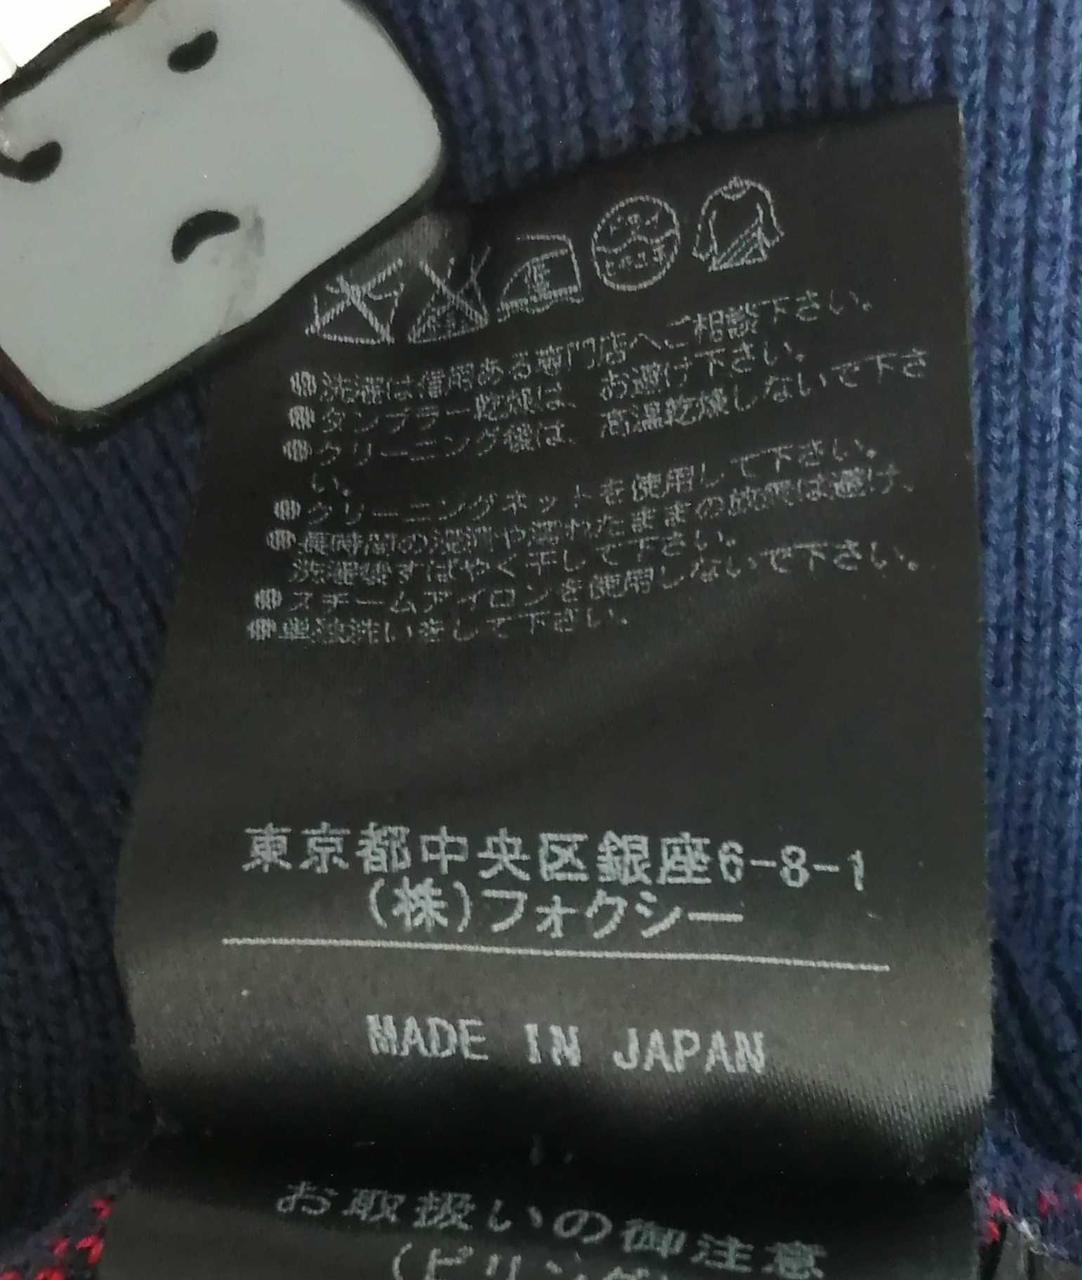 洗濯は信用ある専門店へご相談下さい。
タンブラー乾燥は、お避け下さい。
クリーニング後は、高温乾燥しないで下さ
い。
クリーニングネットを使用して下さい。
長時間の浸漬や濡れたままの放置は避け、
洗濯後すばやく干して下さい。
スチームアイロンを使用しないで下さい。
単独洗いをして下さい。
東京都中央区銀座6-8-1
(株)フォクシー
MADE IN JAPAN
お取扱いの御注意
(ピリング)